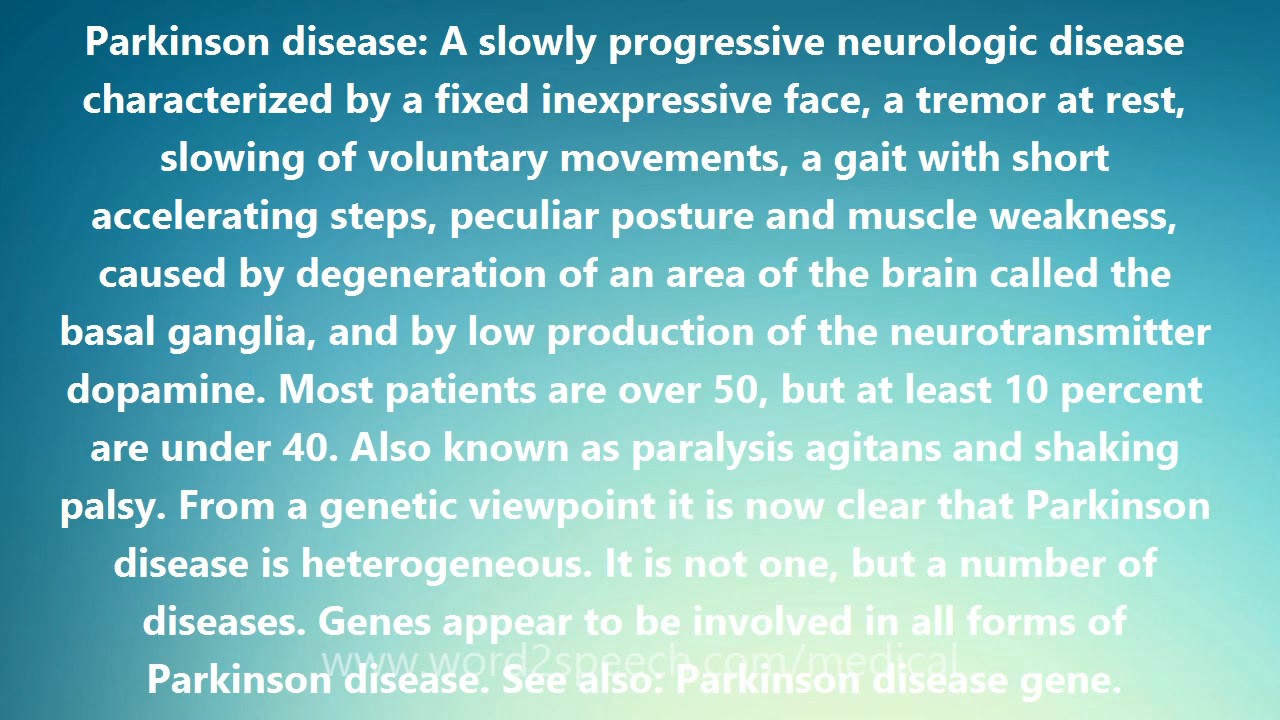 Parkinson disease: A slowly progressive neurologic disease
characterized by a fixed inexpressive face, a tremor at rest,
slowing of voluntary movements, a gait with short
accelerating steps, peculiar posture and muscle weakness,
caused by degeneration of an area of the brain called the
basal ganglia, and by low production of the neurotransmitter
dopamine. Most patients are over 50, but at least 10 percent
are under 40. Also known as paralysis agitans and shaking
palsy. From a genetic viewpoint it is now clear that Parkinson
disease is heterogeneous. It is not one, but a number of
diseases. Genes appear to be involved in all forms of
www.word2speech.com/medical
Parkinson disease. See also: Parkinson disease gene.